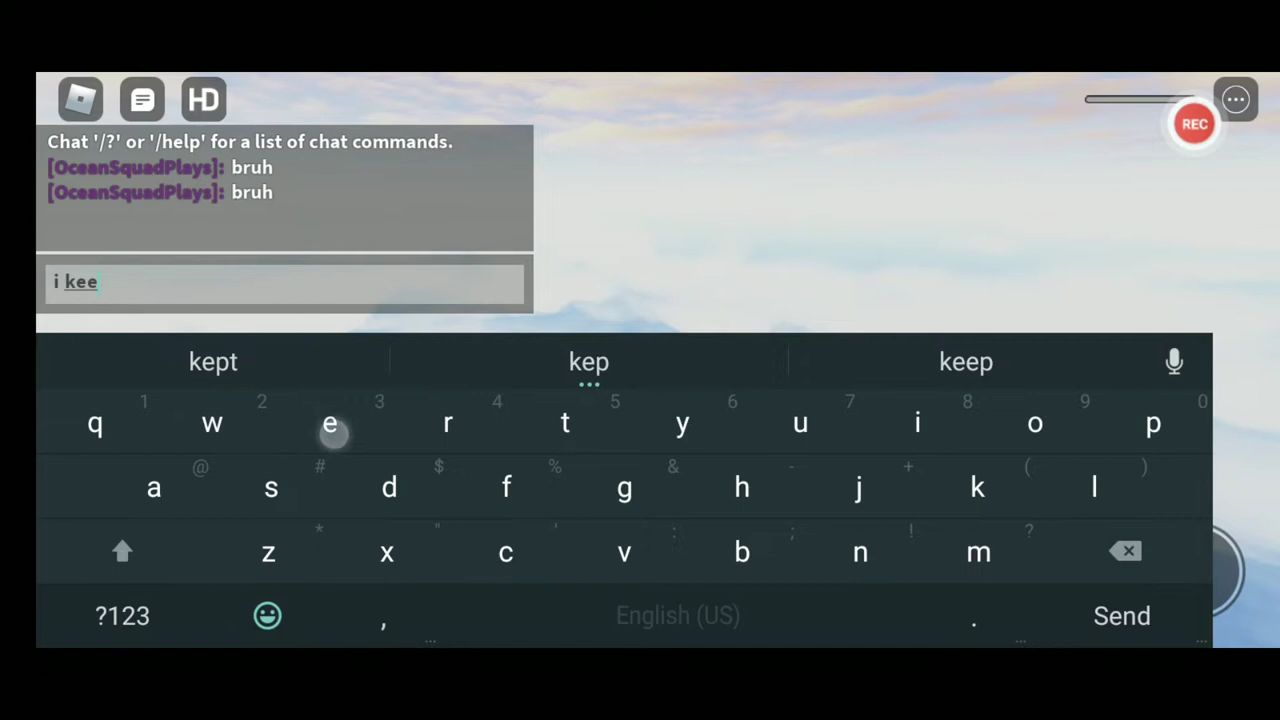 HD
REC
Chat '/?' or '/help' for a list of chat commands.
[OceanSquadPlays]: bruh
[OceanSquadPlays]: bruh
i kee
kept kep keep
1 2 3 4 5 6 7 8 9 0
q w e r t y u i o p
@ # $ % & - + ( )
a s d f g h j k l
* " ' : ; ! ?
z x c v b n m
?123 , English (US) . Send